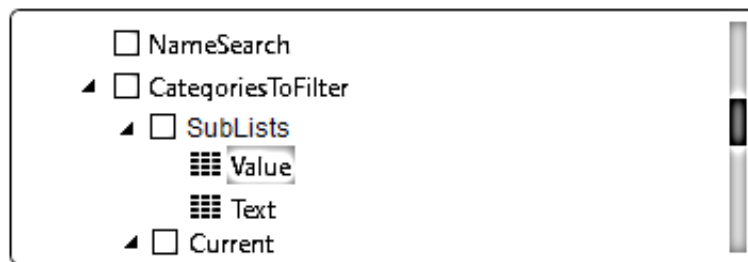 NameSearch
CategoriesToFilter
SubLists
Value
Text
Current